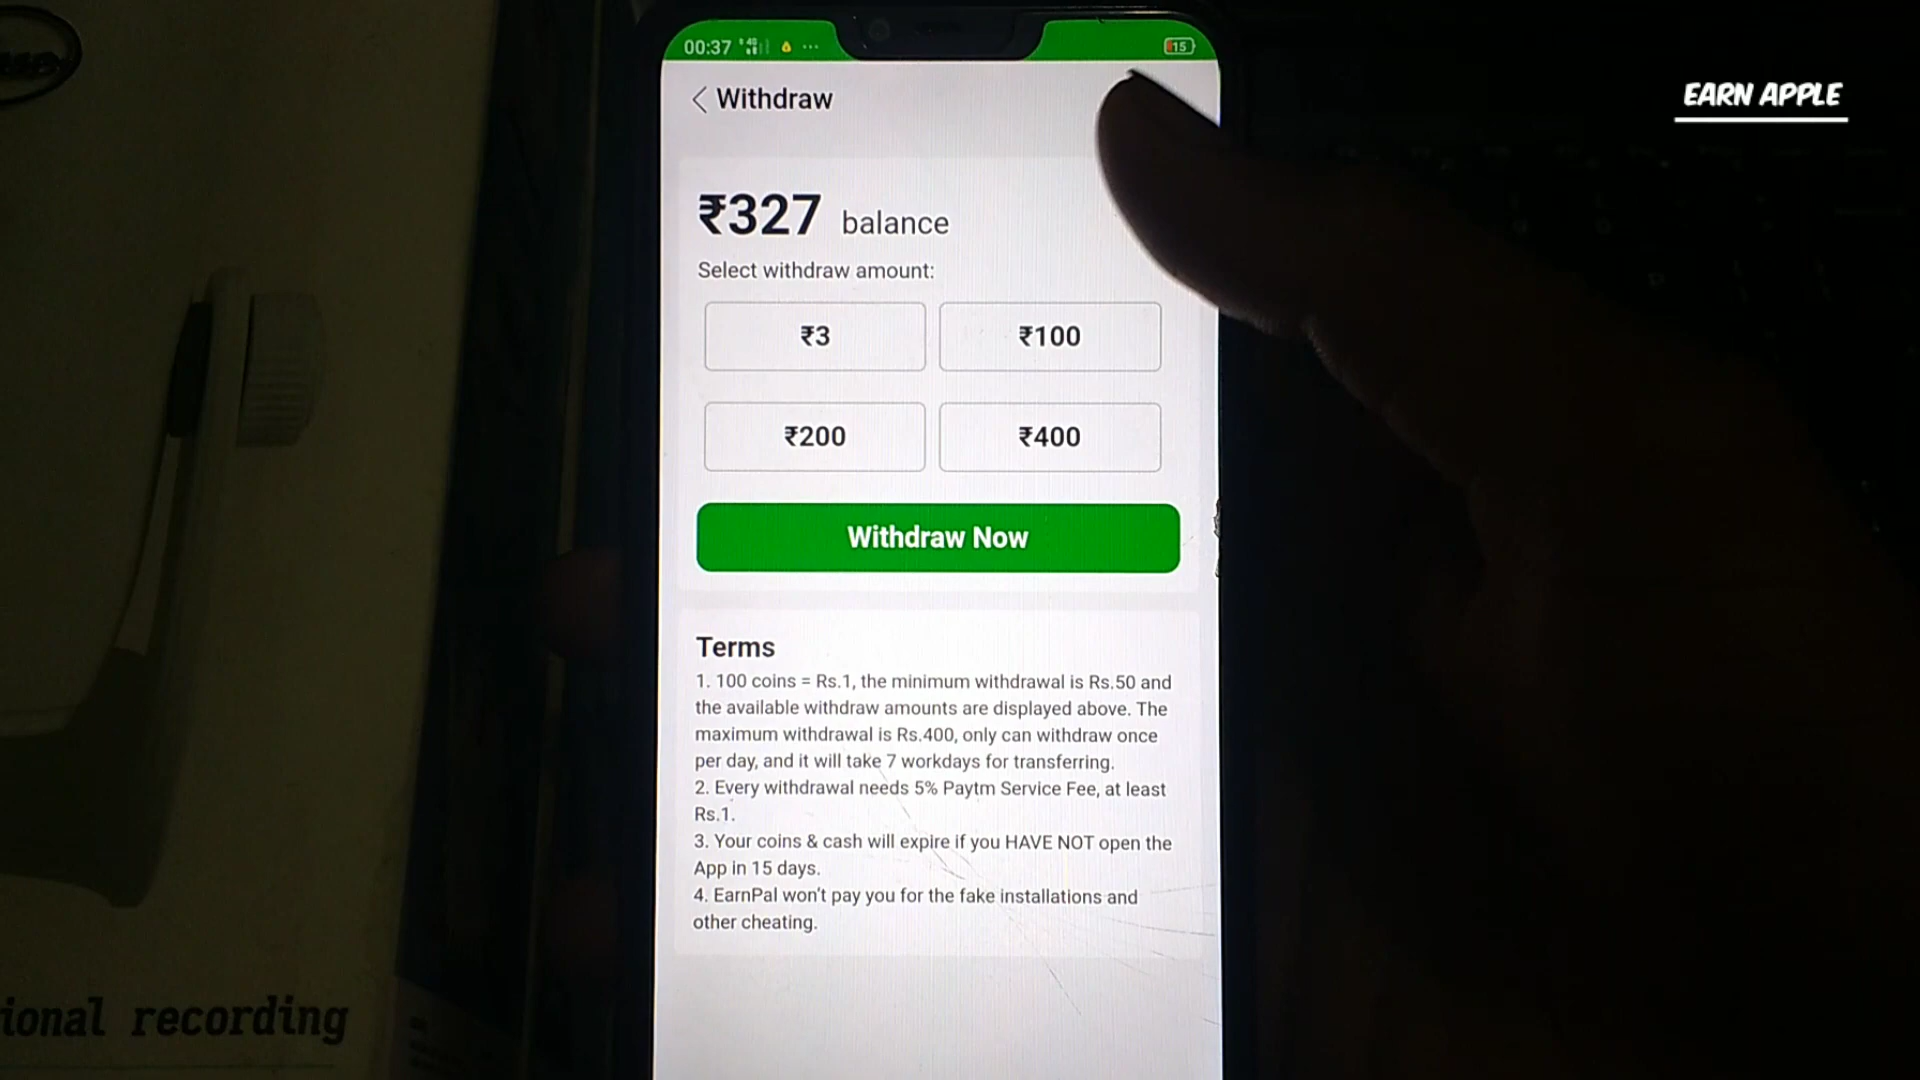 00:37
15
EARN APPLE
Withdraw
₹327 balance
Select withdraw amount:
₹3
₹100
₹200
₹400
Withdraw Now
Terms
1. 100 coins = Rs.1, the minimum withdrawal is Rs.50 and
the available withdraw amounts are displayed above. The
maximum withdrawal is Rs.400, only can withdraw once
per day, and it will take 7 workdays for transferring.
2. Every withdrawal needs 5% Paytm Service Fee, at least
Rs.1.
3. Your coins & cash will expire if you HAVE NOT open the
App in 15 days.
4. EarnPal won't pay you for the fake installations and
other cheating.
ional recording